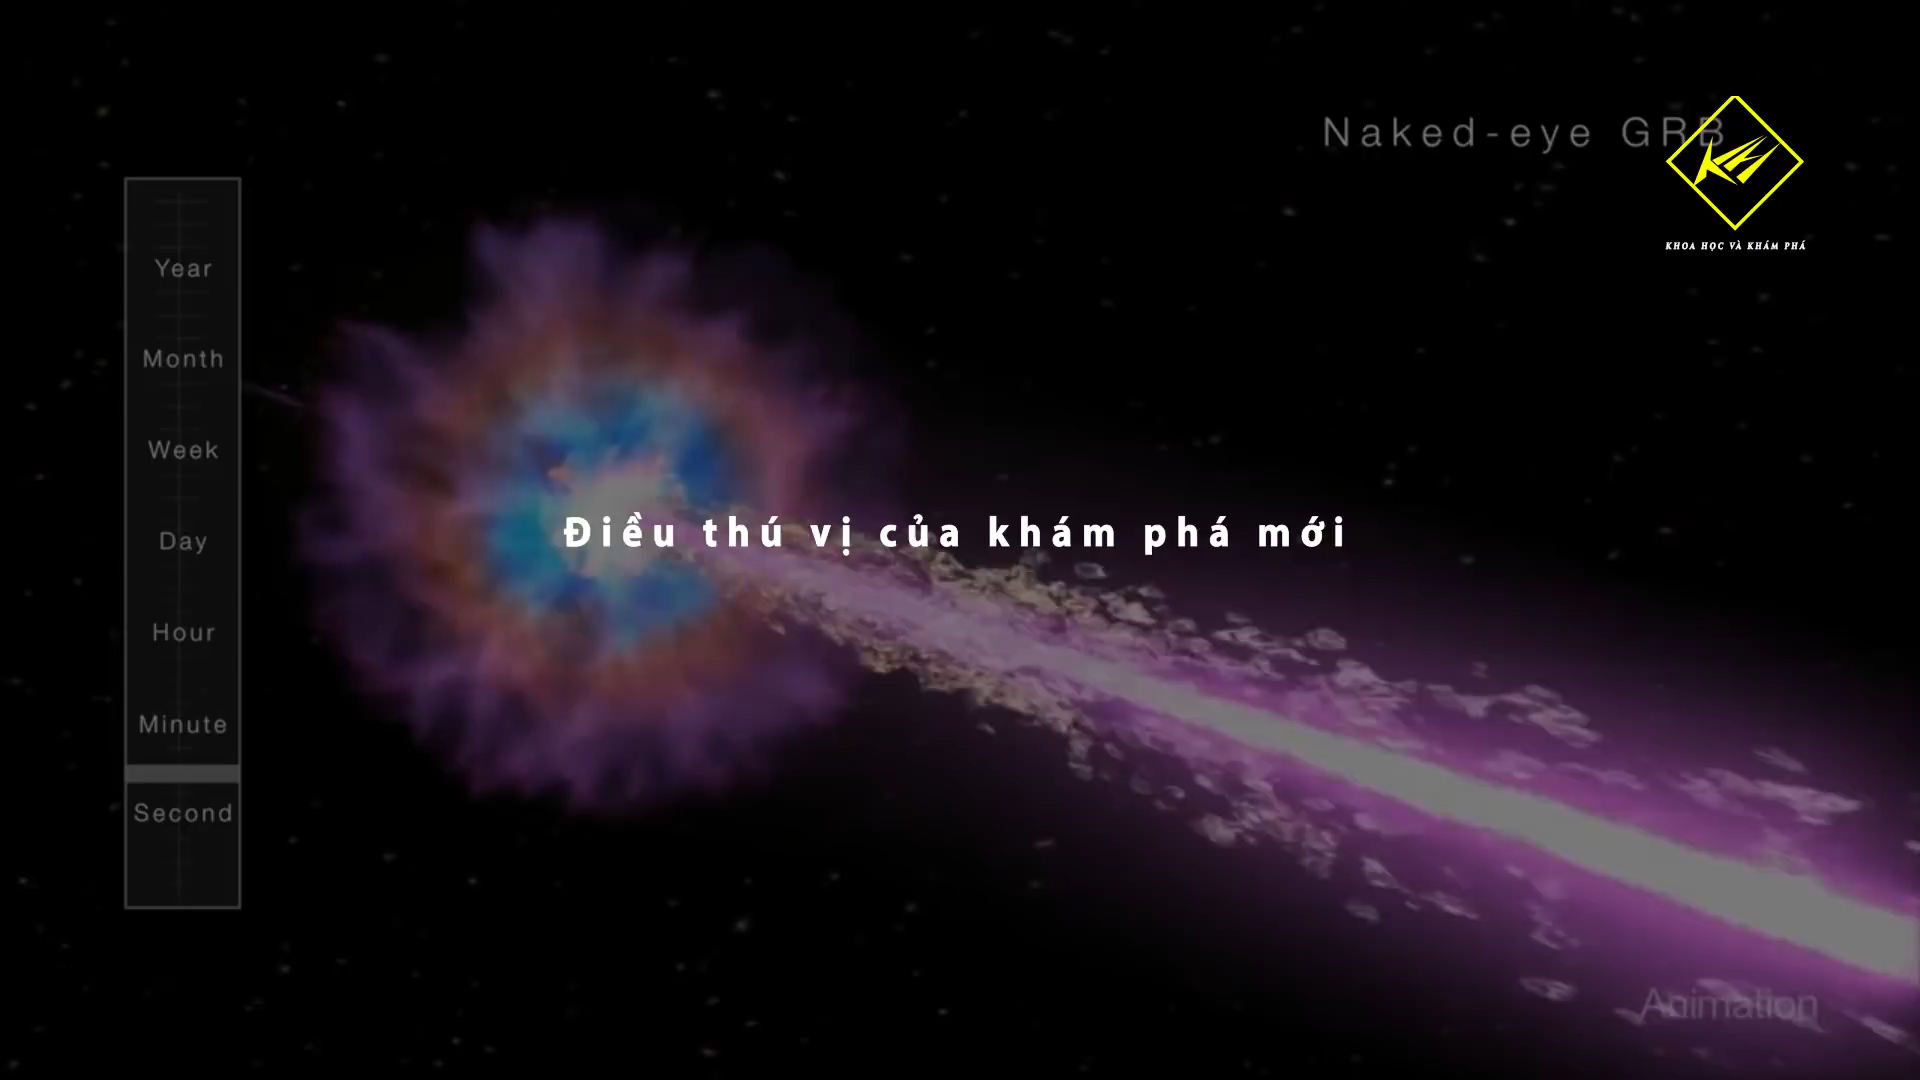 Naked-eye GRB
KHOA HỌC VÀ KHÁM PHÁ
Year
Month
Week
Day
Hour
Minute
Second
Điều thú vị của khám phá mới
Animation